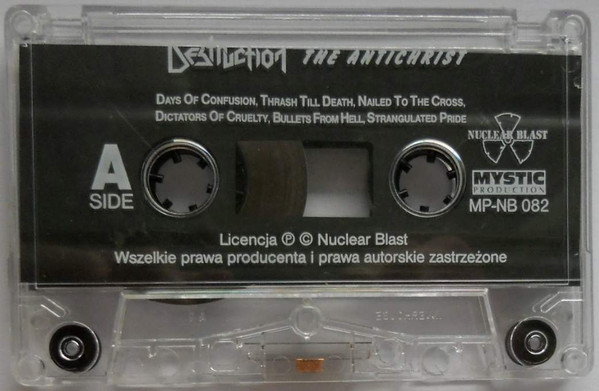 DESTRUCTION THE ANTICHRIST
DAYS OF CONFUSION, THRASH TILL DEATH, NAILED TO THE CROSS,
DICTATORS OF CRUELTY, BULLETS FROM HELL, STRANGULATED PRIDE
NUCLEAR BLAST
A
SIDE
MYSTIC
PRODUCTION
MP-NB 082
Licencja ℗ © Nuclear Blast
Wszelkie prawa producenta i prawa autorskie zastrzeżone